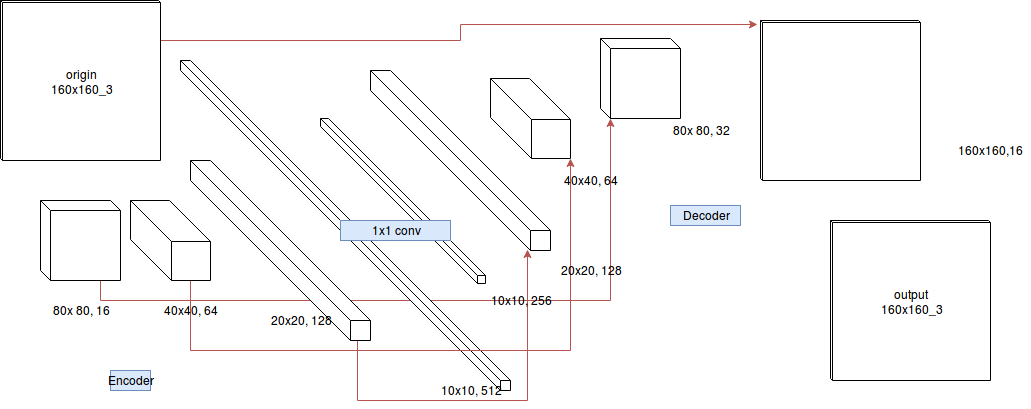 origin
160x160_3
80x 80, 32
160x160,16
40x40, 64
Decoder
1x1 conv
20x20, 128
10x10, 256
80x 80, 16
40x40, 64
20x20, 128
output
160x160_3
Encoder
10x10, 512